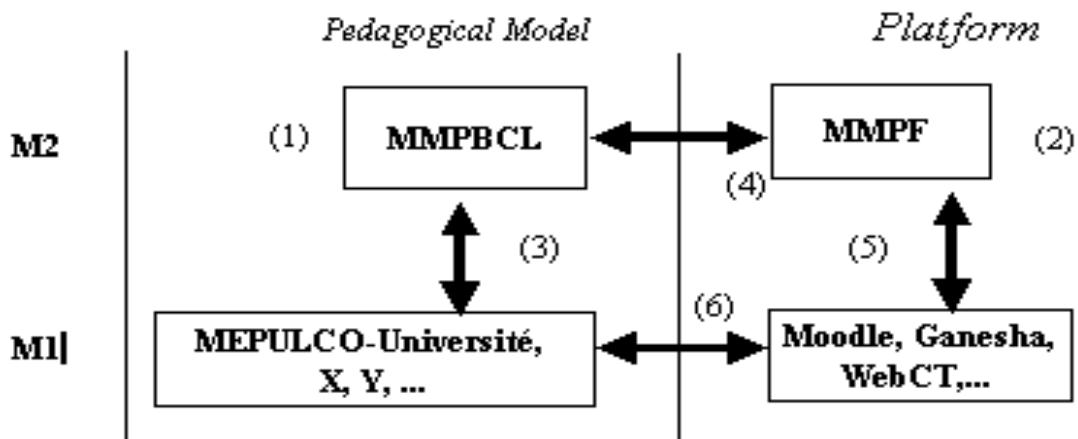 Pedagogical Model
Platform
M2
(1)
MMPBCL
MMPF
(2)
(4)
(3)
(5)
(6)
M1|
MEPULCO-Université,
X, Y, ...
Moodle, Ganesha,
WebCT,...